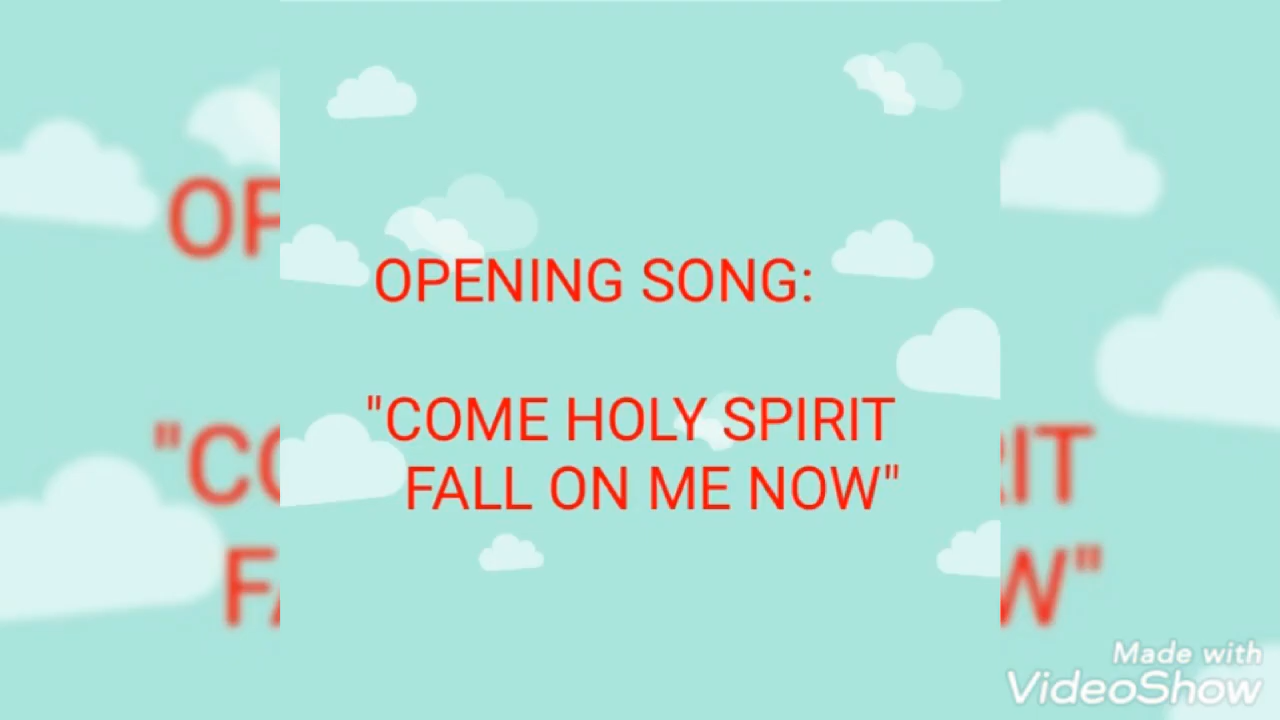 OPENING SONG:
"COME HOLY SPIRIT
FALL ON ME NOW"
Made with
VideoShow